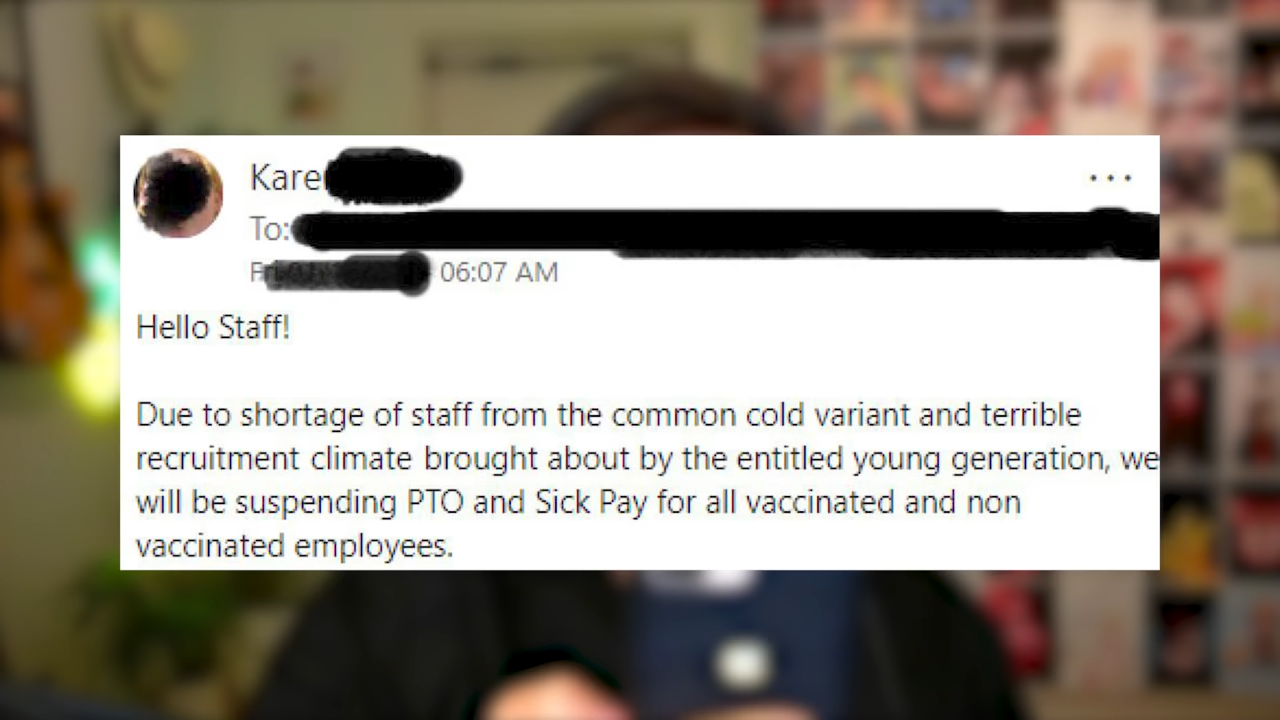 Kare
To:
06:07 AM
Hello Staff!
Due to shortage of staff from the common cold variant and terrible
recruitment climate brought about by the entitled young generation, we
will be suspending PTO and Sick Pay for all vaccinated and non
vaccinated employees.